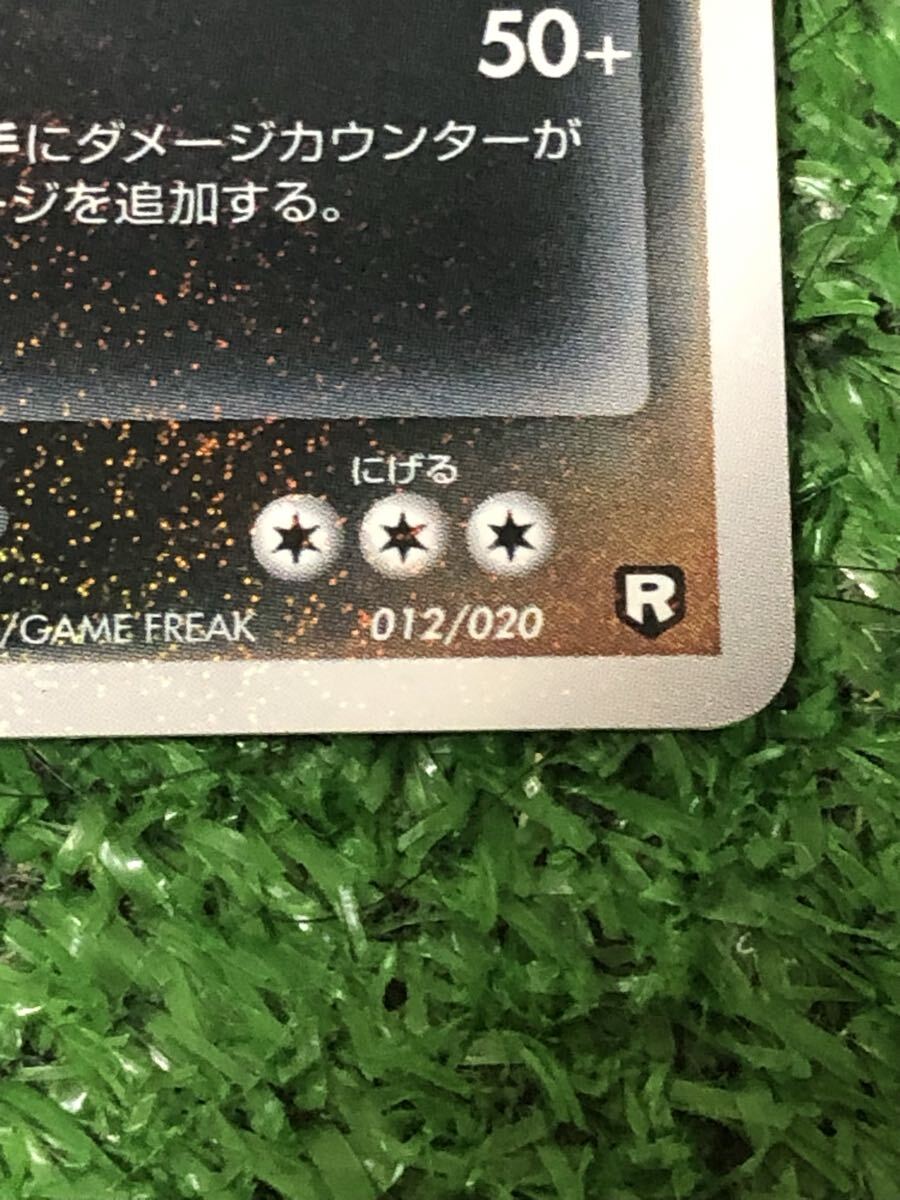 50+
手にダメージカウンターが
ージを追加する。
にげる
/GAME FREAK 012/020 R